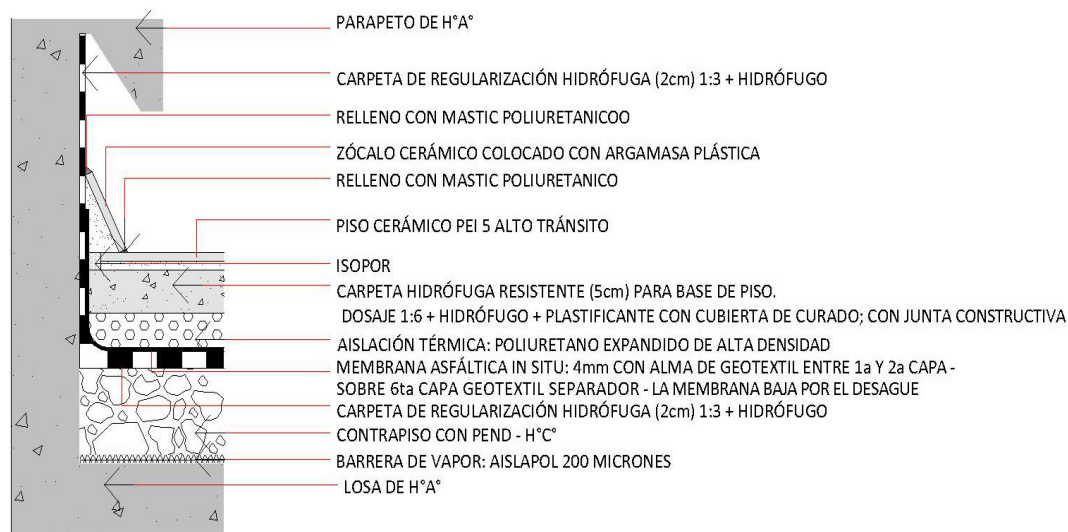 PARAPETO DE H°A°
CARPETA DE REGULARIZACIÓN HIDRÓFUGA (2cm) 1:3 + HIDRÓFUGO
RELLENO CON MASTIC POLIURETANICOO
ZÓCALO CERÁMICO COLOCADO CON ARGAMASA PLÁSTICA
RELLENO CON MASTIC POLIURETANICO
PISO CERÁMICO PEI 5 ALTO TRÁNSITO
ISOPOR
CARPETA HIDRÓFUGA RESISTENTE (5cm) PARA BASE DE PISO.
DOSAJE 1:6 + HIDRÓFUGO + PLASTIFICANTE CON CUBIERTA DE CURADO; CON JUNTA CONSTRUCTIVA
AISLACIÓN TÉRMICA: POLIURETANO EXPANDIDO DE ALTA DENSIDAD
MEMBRANA ASFÁLTICA IN SITU: 4mm CON ALMA DE GEOTEXTIL ENTRE 1a Y 2a CAPA -
SOBRE 6ta CAPA GEOTEXTIL SEPARADOR - LA MEMBRANA BAJA POR EL DESAGUE
CARPETA DE REGULARIZACIÓN HIDRÓFUGA (2cm) 1:3 + HIDRÓFUGO
CONTRAPISO CON PEND - H°C°
BARRERA DE VAPOR: AISLAPOL 200 MICRONES
LOSA DE H°A°